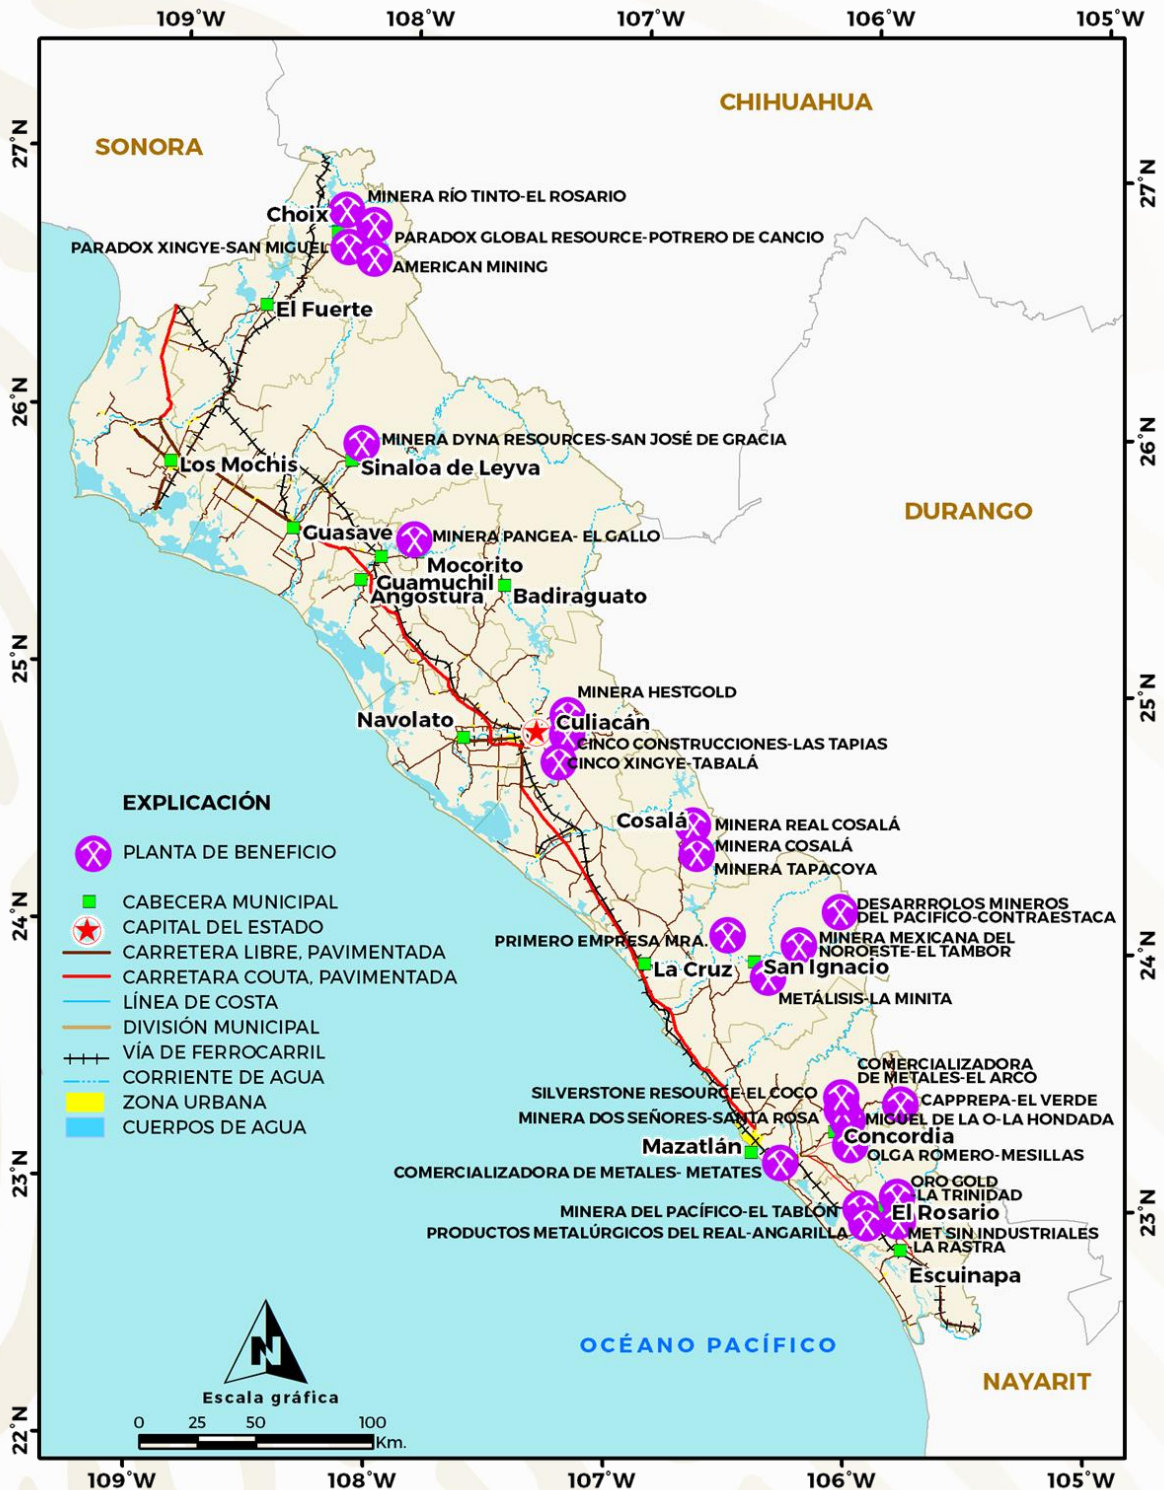 109°W 108°W 107°W 106°W 105°W
CHIHUAHUA
SONORA
27°N
27°N
MINERA RÍO TINTO-EL ROSARIO
Choix
PARADOX GLOBAL RESOURCE-POTRERO DE CANCIO
PARADOX XINGYE-SAN MIGUEL
AMERICAN MINING
El Fuerte
26°N
26°N
MINERA DYNA RESOURCES-SAN JOSÉ DE GRACIA
Los Mochis
Sinaloa de Leyva
DURANGO
Guasave
MINERA PANGEA- EL GALLO
Mocorito
Guamuchil
Angostura
Badiraguato
25°N
25°N
MINERA HESTGOLD
Navolato
Culiacán
CINCO CONSTRUCCIONES-LAS TAPIAS
CINCO XINGYE-TABALÁ
Cosalá
MINERA REAL COSALÁ
MINERA COSALÁ
MINERA TAPACOYA
EXPLICACIÓN
PLANTA DE BENEFICIO
CABECERA MUNICIPAL
CAPITAL DEL ESTADO
CARRETERA LIBRE, PAVIMENTADA
CARRETARA COUTA, PAVIMENTADA
LÍNEA DE COSTA
DIVISIÓN MUNICIPAL
VÍA DE FERROCARRIL
CORRIENTE DE AGUA
ZONA URBANA
CUERPOS DE AGUA
24°N
24°N
DESARRROLOS MINEROS
DEL PACIFICO-CONTRAESTACA
PRIMERO EMPRESA MRA.
MINERA MEXICANA DEL
NOROESTE-EL TAMBOR
La Cruz
San Ignacio
METÁLISIS-LA MINITA
COMERCIALIZADORA
DE METALES-EL ARCO
SILVERSTONE RESOURCE-EL COCO
CAPPREPA-EL VERDE
MINERA DOS SEÑORES-SANTA ROSA
MIGUEL DE LA O-LA HONDADA
Concordia
Mazatlán
OLGA ROMERO-MESILLAS
COMERCIALIZADORA DE METALES- METATES
23°N
23°N
ORO GOLD
-LA TRINIDAD
MINERA DEL PACÍFICO-EL TABLÓN
El Rosario
PRODUCTOS METALÚRGICOS DEL REAL-ANGARILLA
MET SIN INDUSTRIALES
-LA RASTRA
Escuinapa
OCÉANO PACÍFICO
NAYARIT
N
Escala gráfica
0 25 50 100
Km.
22°N
109°W 108°W 107°W 106°W 105°W